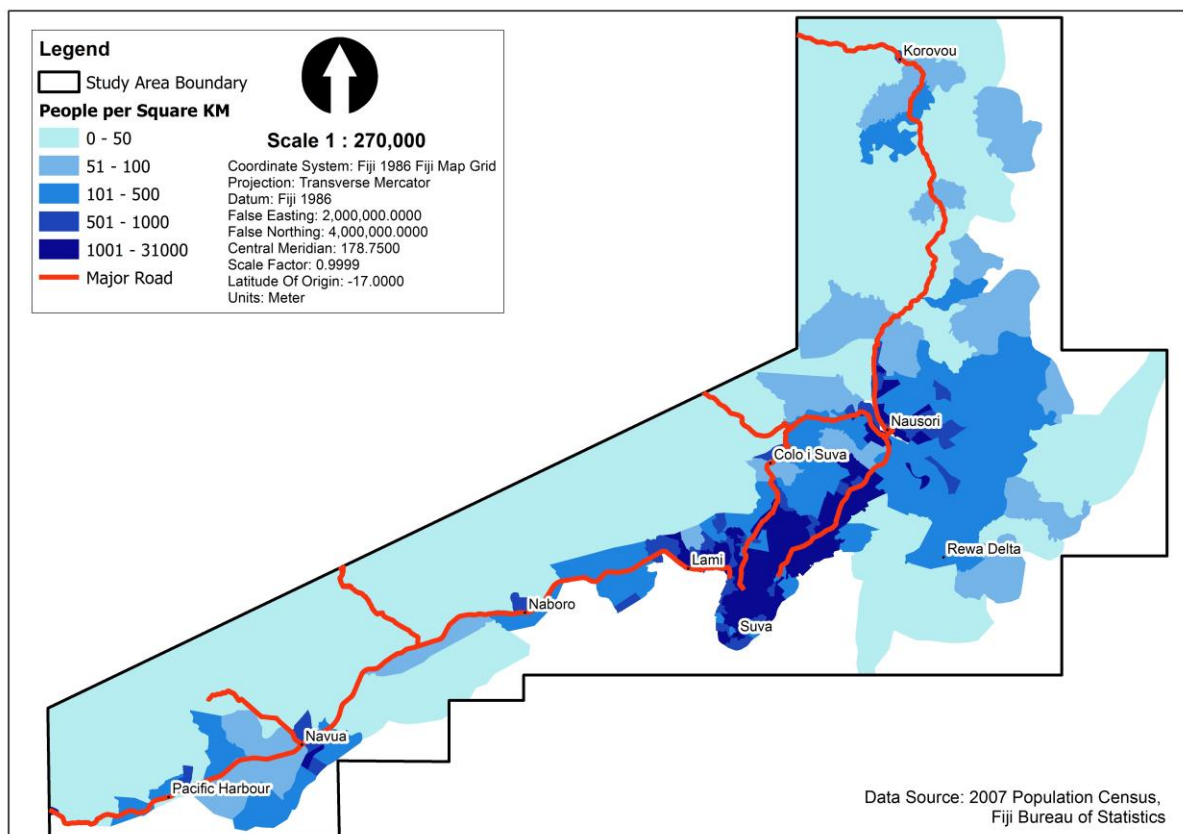 Legend
Study Area Boundary
People per Square KM
0 - 50
51 - 100
101 - 500
501 - 1000
1001 - 31000
Major Road
Scale 1 : 270,000
Coordinate System: Fiji 1986 Fiji Map Grid
Projection: Transverse Mercator
Datum: Fiji 1986
False Easting: 2,000,000.0000
False Northing: 4,000,000.0000
Central Meridian: 178.7500
Scale Factor: 0.9999
Latitude Of Origin: -17.0000
Units: Meter
Korovou
Nausori
Colo i Suva
Rewa Delta
Lami
Naboro
Suva
Navua
Pacific Harbour
Data Source: 2007 Population Census,
Fiji Bureau of Statistics